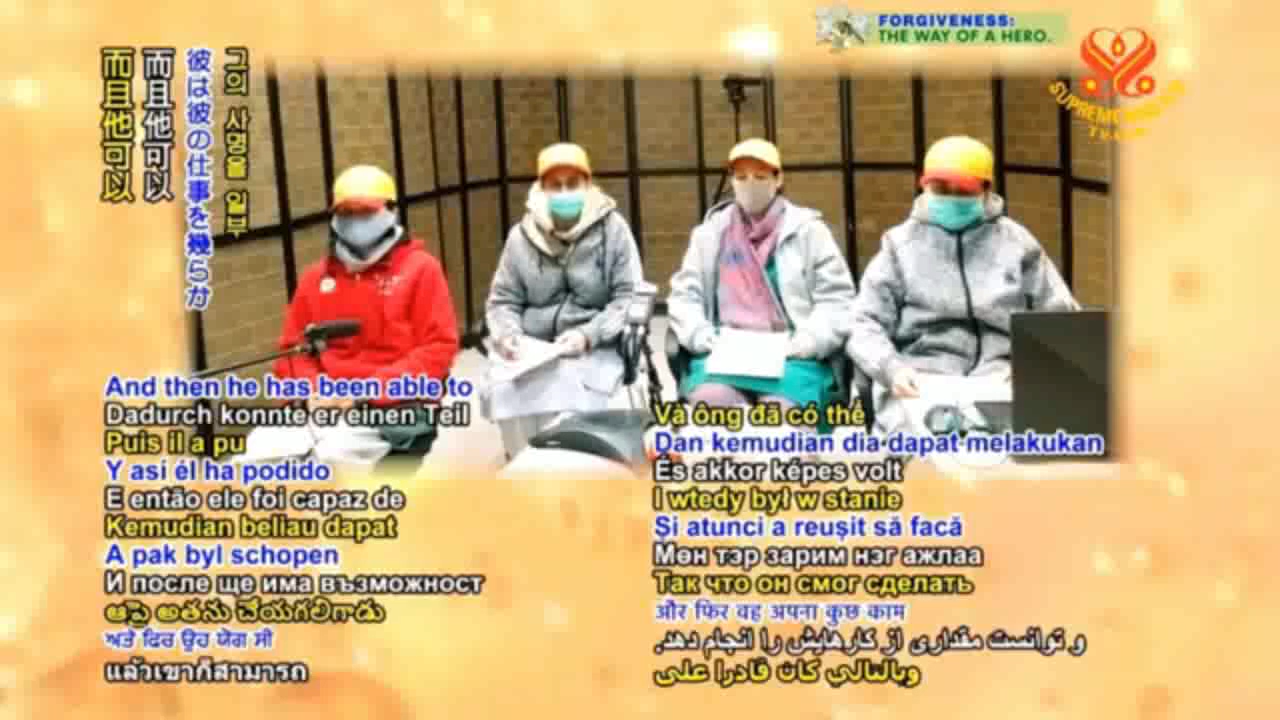 FORGIVENESS:
THE WAY OF A HERO.
SUPREME MASTER
TV
그의 사명을 일부
彼は彼の仕事を幾らか
而且他可以
而且他可以
And then he has been able to
Dadurch konnte er einen Teil
Puis il a pu
Y así él ha podido
E então ele foi capaz de
Kemudian beliau dapat
A pak byl schopen
И после ще има възможност
ఆపై అతను చేయగలిగాడు
ਅਤੇ ਫਿਰ ਉਹ ਯੋਗ ਸੀ
แล้วเขาก็สามารถ
Và ông đã có thể
Dan kemudian dia dapat melakukan
És akkor képes volt
I wtedy był w stanie
Și atunci a reușit să facă
Мөн тэр зарим нэг ажлаа
Так что он смог сделать
और फिर वह अपना कुछ काम
و توانست مقداری از کارهایش را انجام دهد.
وبالتالي كان قادرا على